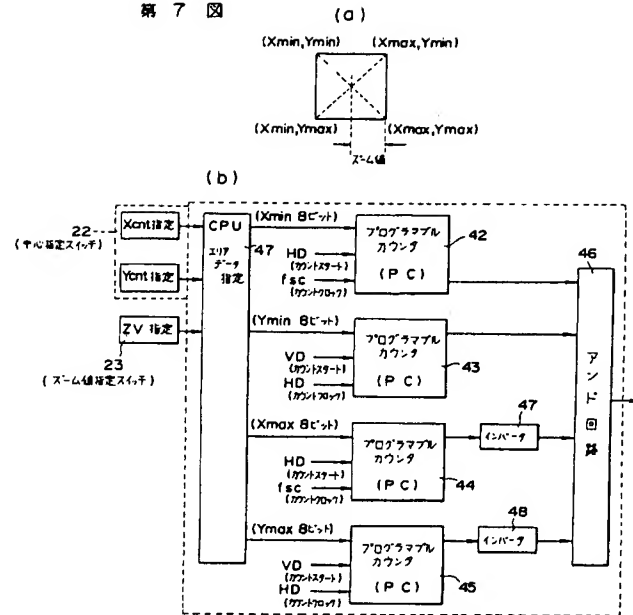 第 7 図
(a)
(Xmin,Ymin) (Xmax,Ymin)
(Xmin,Ymax) (Xmax,Ymax)
ズーム値
(b)
22
(中心指定スイッチ)
Xcnt指定
Ycnt指定
ZV 指定
23
(ズーム値指定スイッチ)
CPU
47
エリア
データ
指定
(Xmin 8ビット)
HD
(カウントスタート)
fsc
(カウントクロック)
プログラマブル
カウンタ
(PC)
42
(Ymin 8ビット)
VD
(カウントスタート)
HD
(カウントクロック)
プログラマブル
カウンタ
(PC)
43
(Xmax 8ビット)
HD
(カウントスタート)
fsc
(カウントクロック)
プログラマブル
カウンタ
(PC)
44
47
インバータ
(Ymax 8ビット)
VD
(カウントスタート)
HD
(カウントクロック)
プログラマブル
カウンタ
(PC)
45
48
インバータ
46
アンド回路